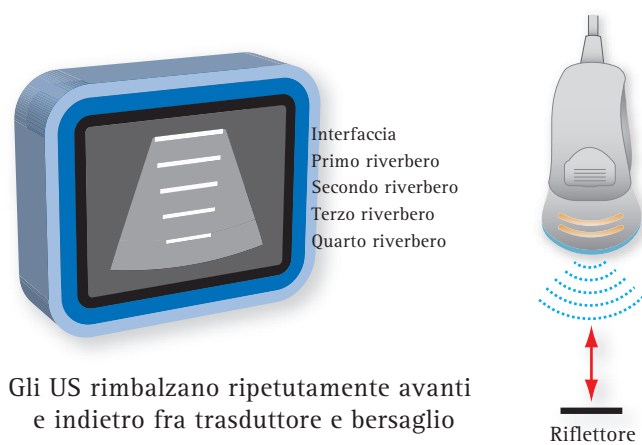 Interfaccia
Primo riverbero
Secondo riverbero
Terzo riverbero
Quarto riverbero
Gli US rimbalzano ripetutamente avanti
e indietro fra trasduttore e bersaglio
Riflettore